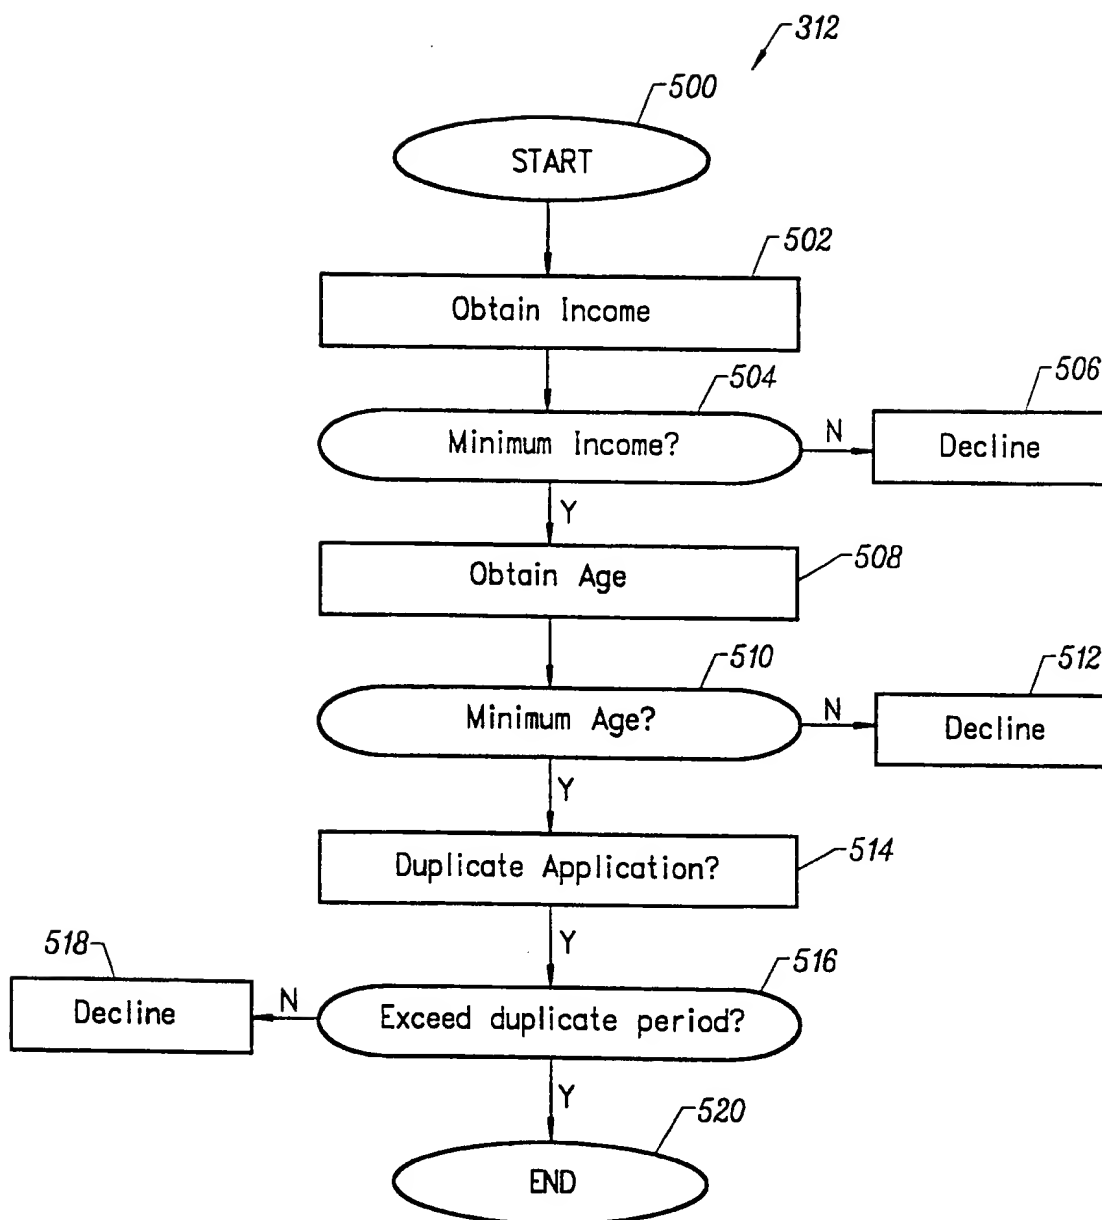 312
500
START
502
Obtain Income
504
Minimum Income?
N
506
Decline
Y
508
Obtain Age
510
Minimum Age?
N
512
Decline
Y
514
Duplicate Application?
Y
516
Exceed duplicate period?
N
518
Decline
Y
520
END